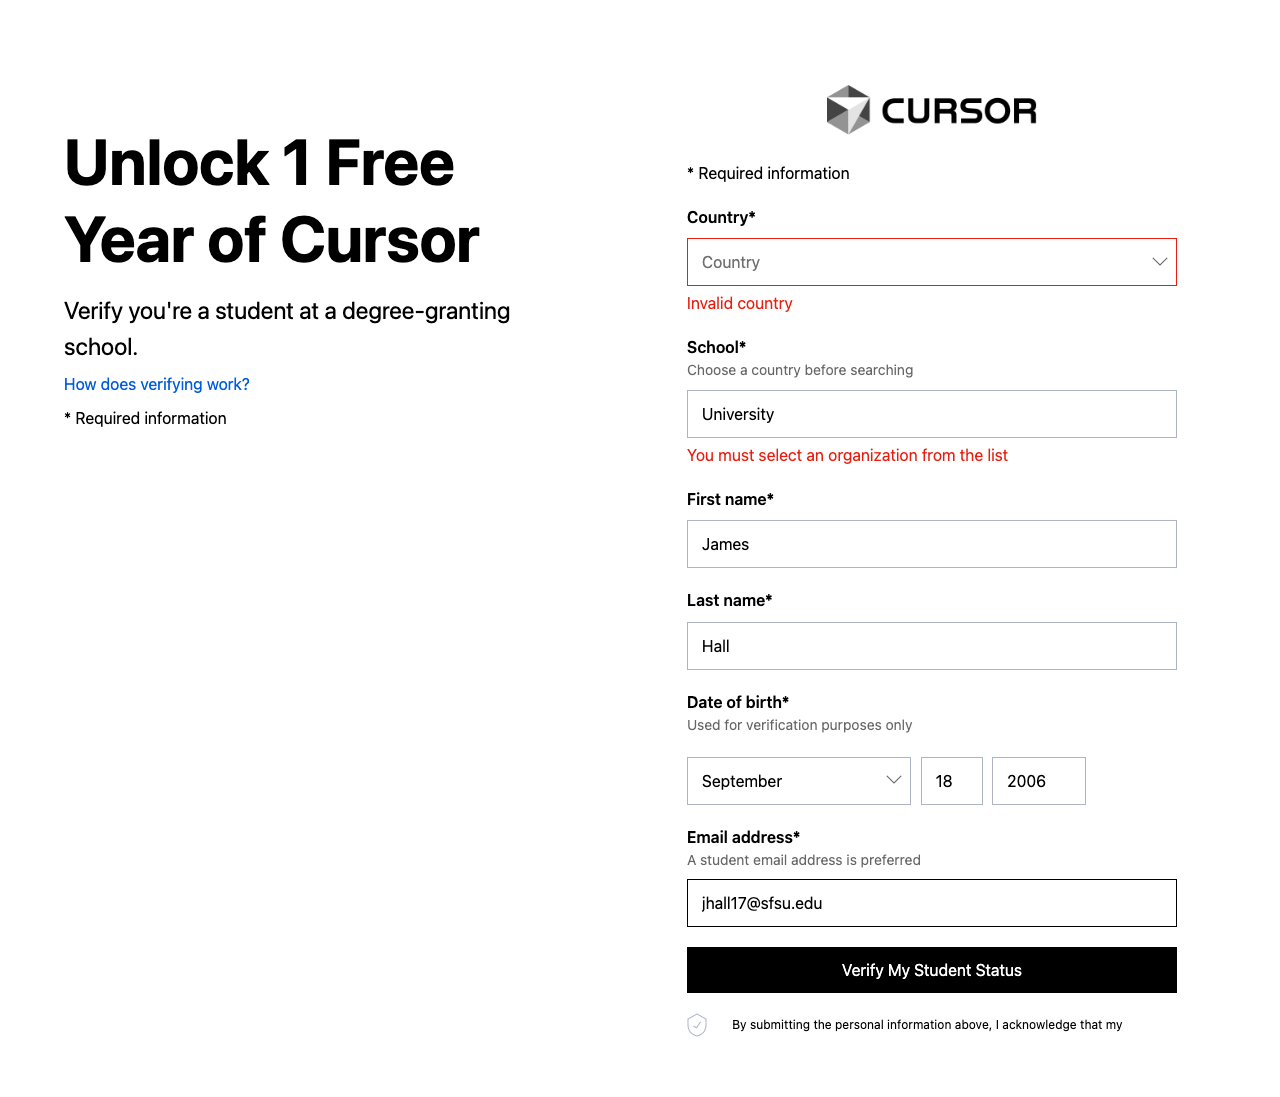 Unlock 1 Free
Year of Cursor
Verify you're a student at a degree-granting
school.
How does verifying work?
* Required information
CURSOR
* Required information
Country*
Country
Invalid country
School*
Choose a country before searching
University
You must select an organization from the list
First name*
James
Last name*
Hall
Date of birth*
Used for verification purposes only
September 18 2006
Email address*
A student email address is preferred
jhall17@sfsu.edu
Verify My Student Status
By submitting the personal information above, I acknowledge that my